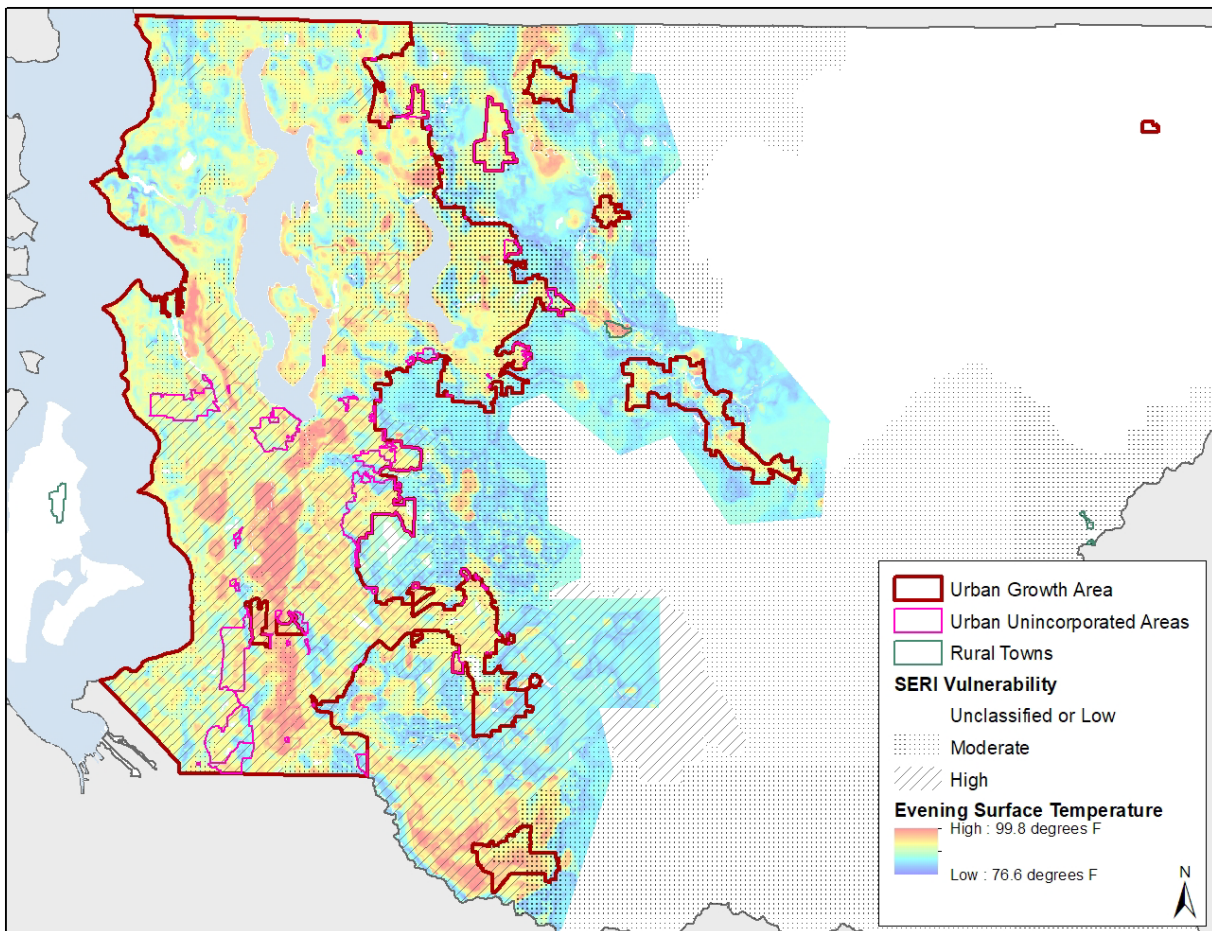 Urban Growth Area
Urban Unincorporated Areas
Rural Towns
SERI Vulnerability
Unclassified or Low
Moderate
High
Evening Surface Temperature
High : 99.8 degrees F
Low : 76.6 degrees F
N